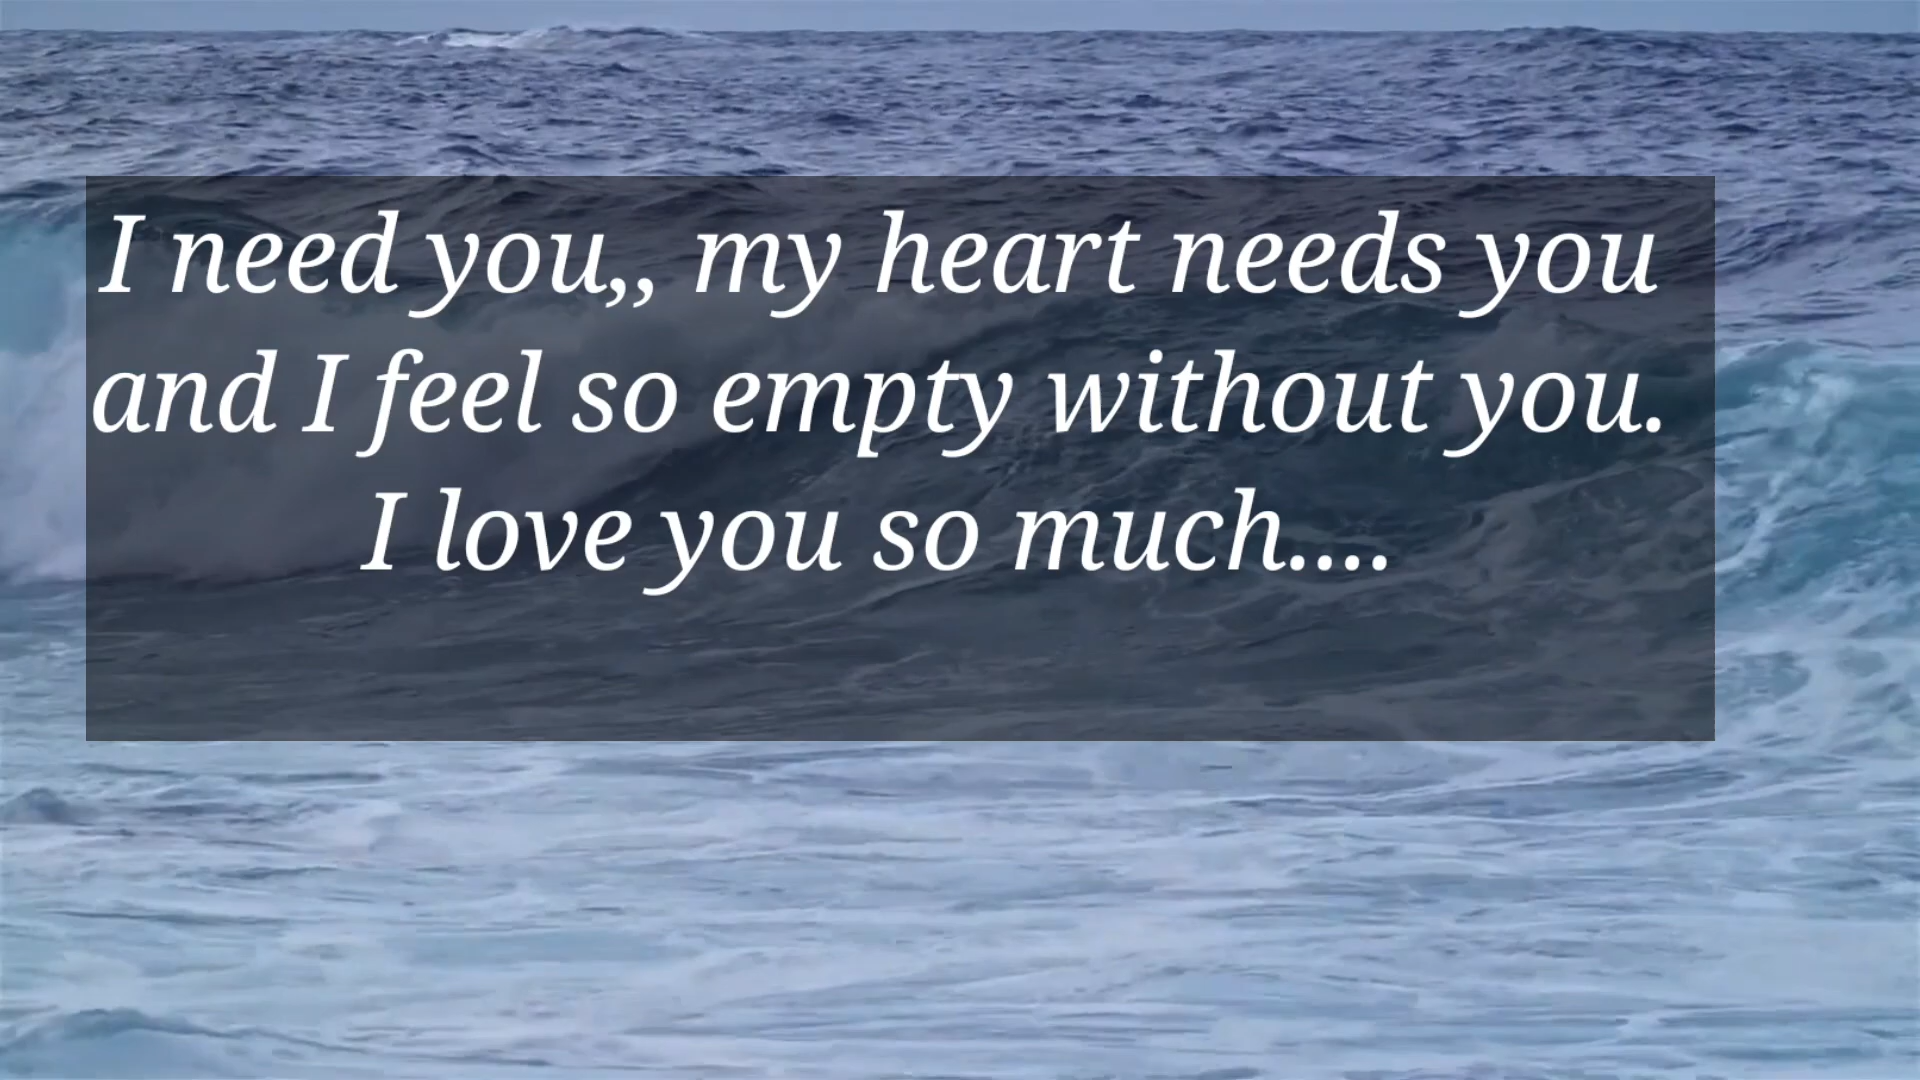 I need you,, my heart needs you
and I feel so empty without you.
I love you so much....